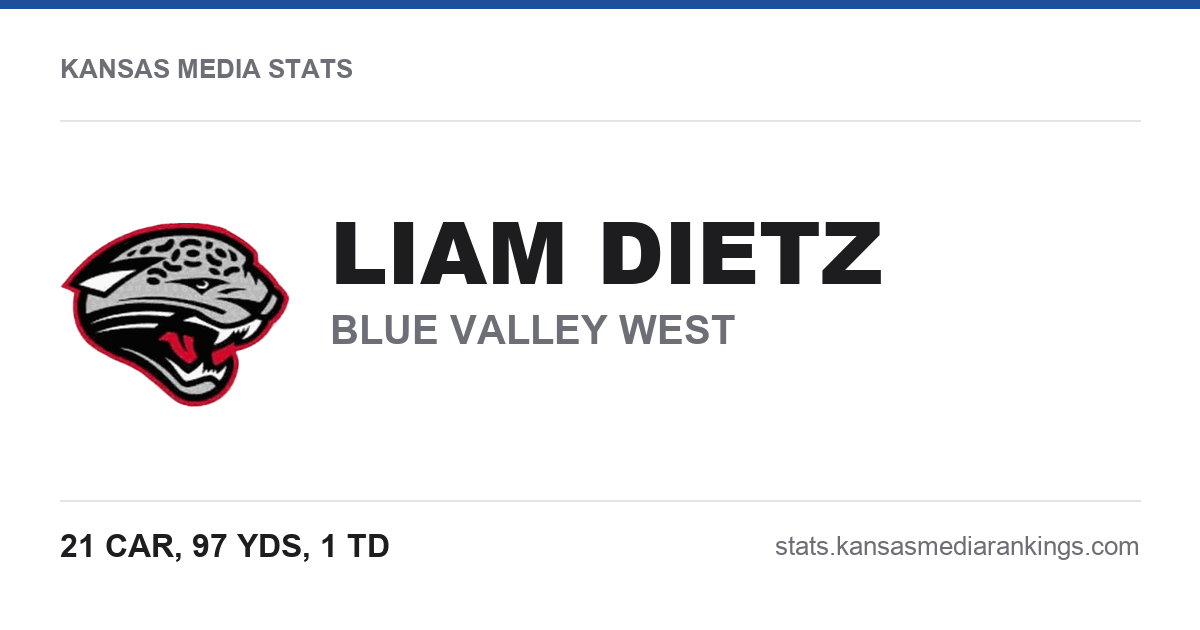 KANSAS MEDIA STATS
LIAM DIETZ
BLUE VALLEY WEST
21 CAR, 97 YDS, 1 TD
stats.kansasmediarankings.com